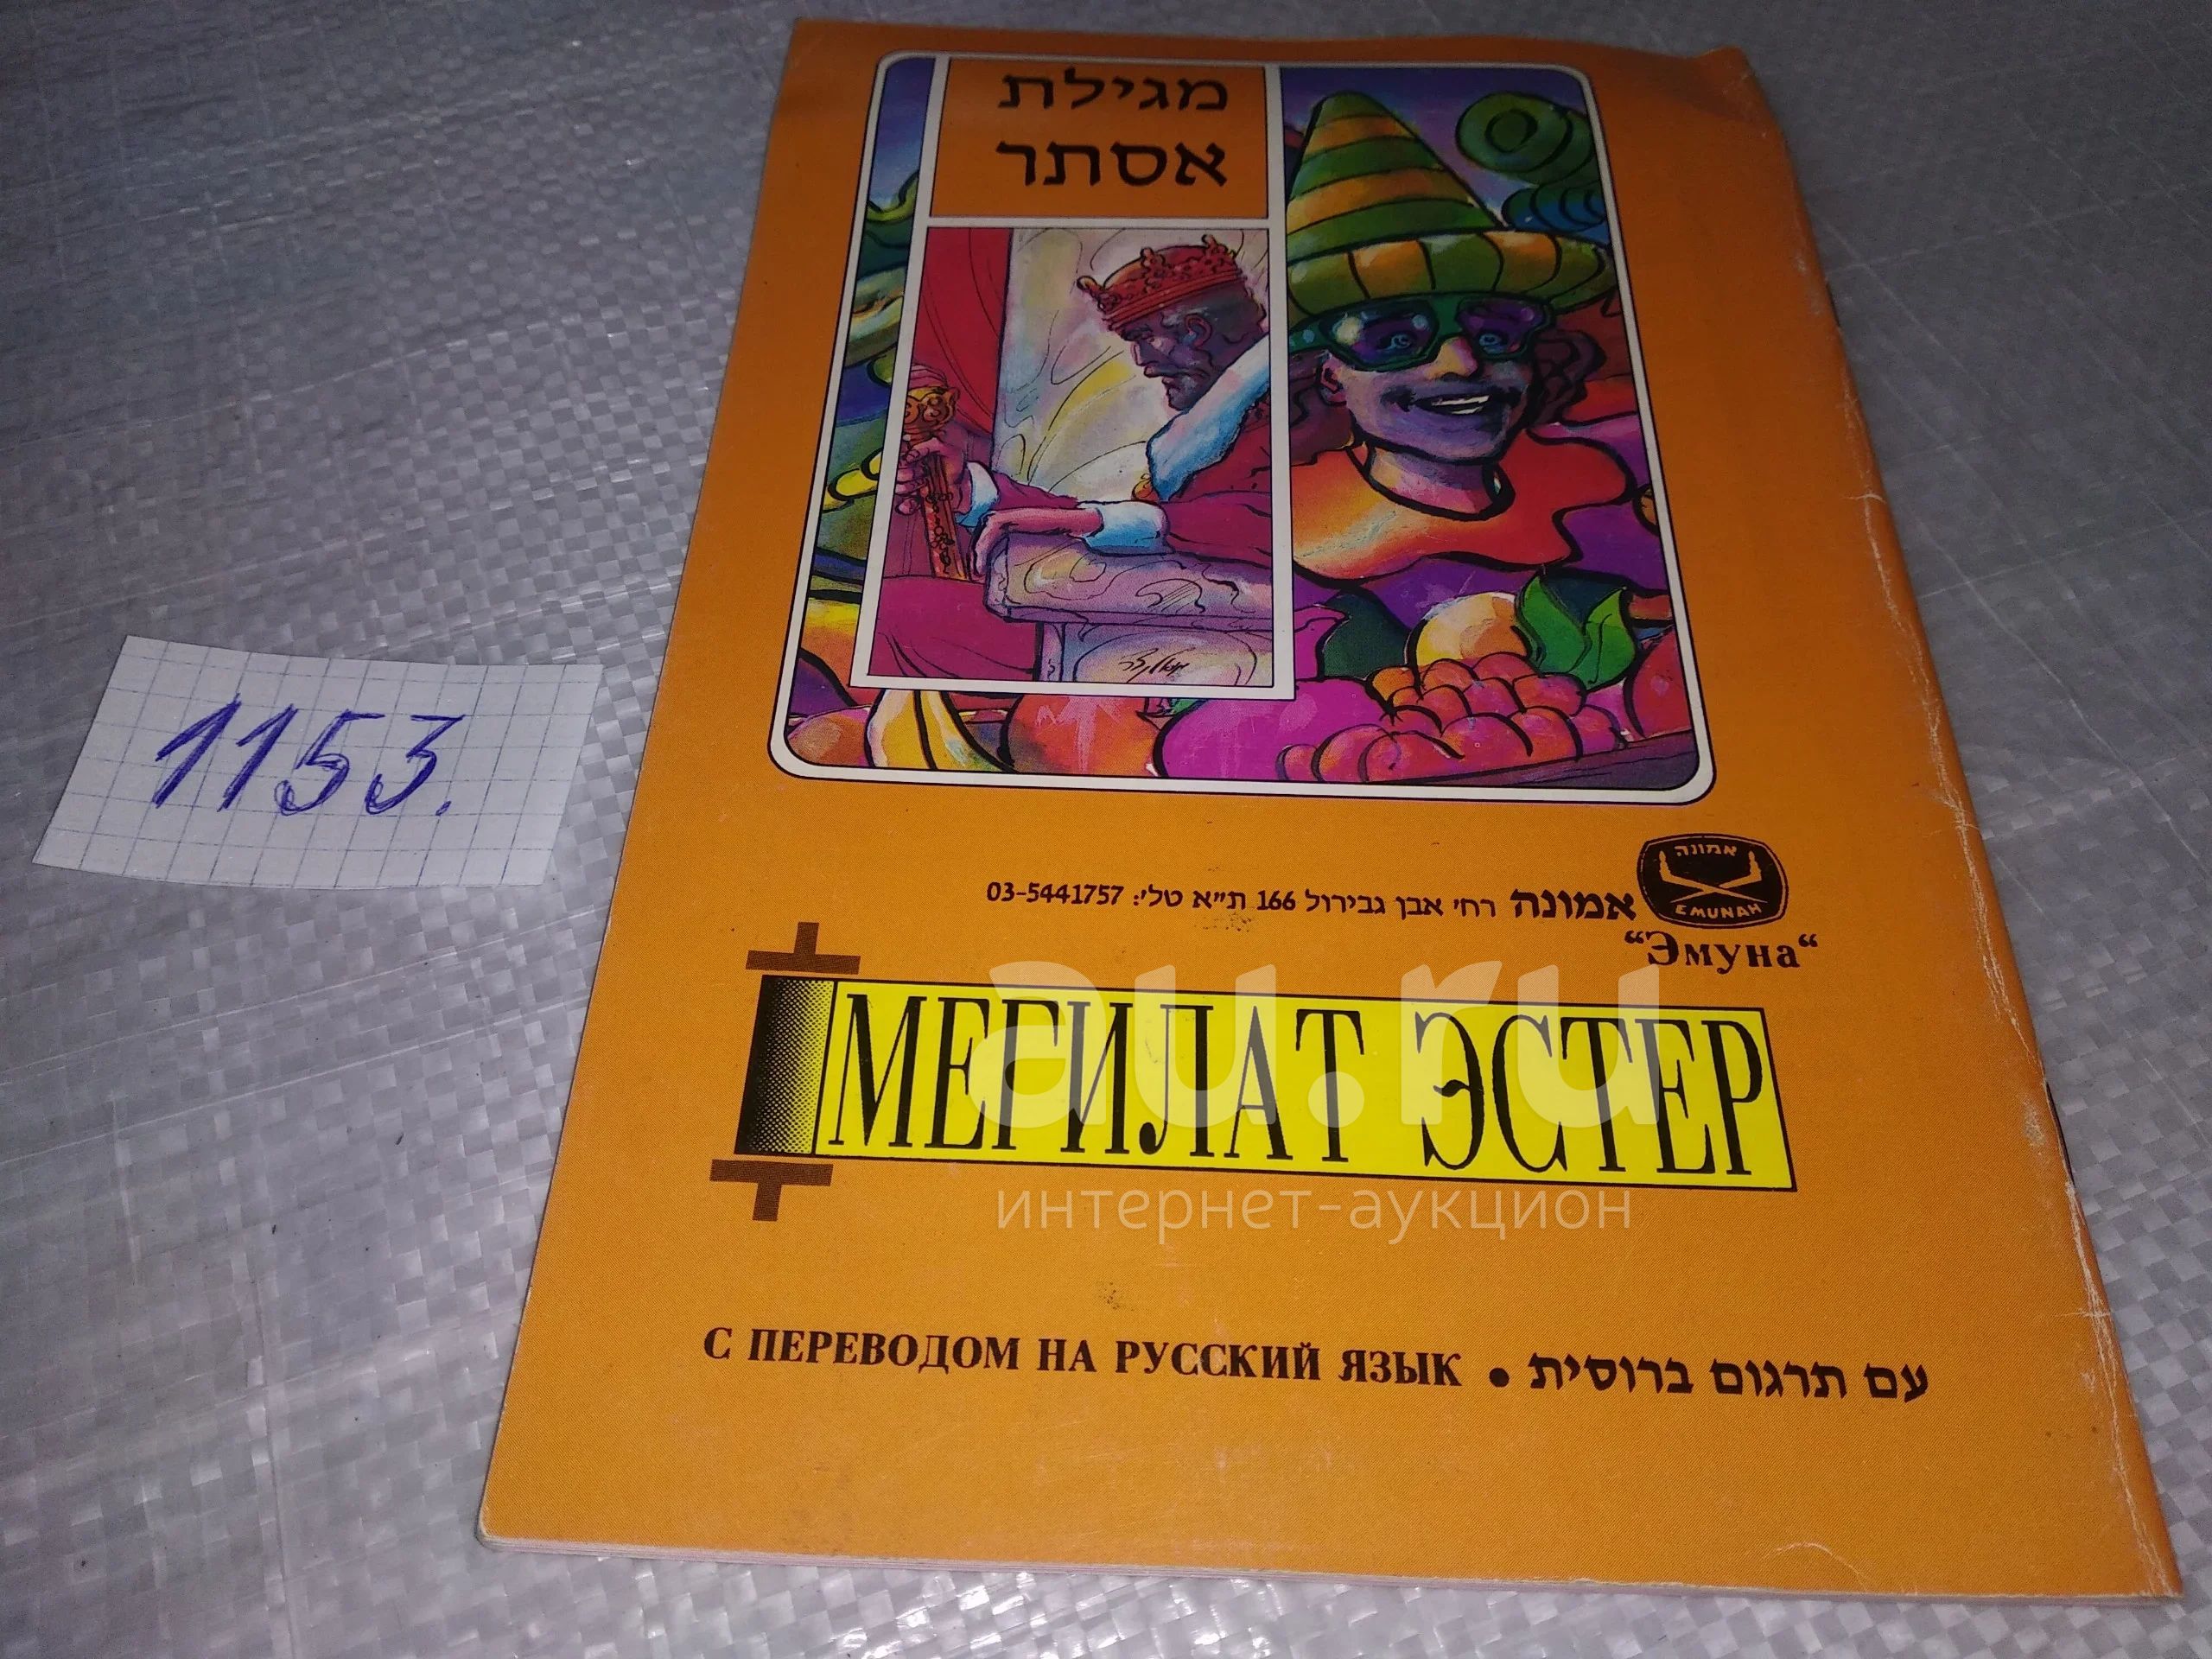 מגילת
אסתר
1153.
אמונה
EMUNAH
אמונה רח׳ אבן גבירול 166 ת״א טל׳: 03-5441757
“Эмуна“
au.ru
МЕГИЛАТ ЭСТЕР
интернет-аукцион
С ПЕРЕВОДОМ НА РУССКИЙ ЯЗЫК • עם תרגום ברוסית